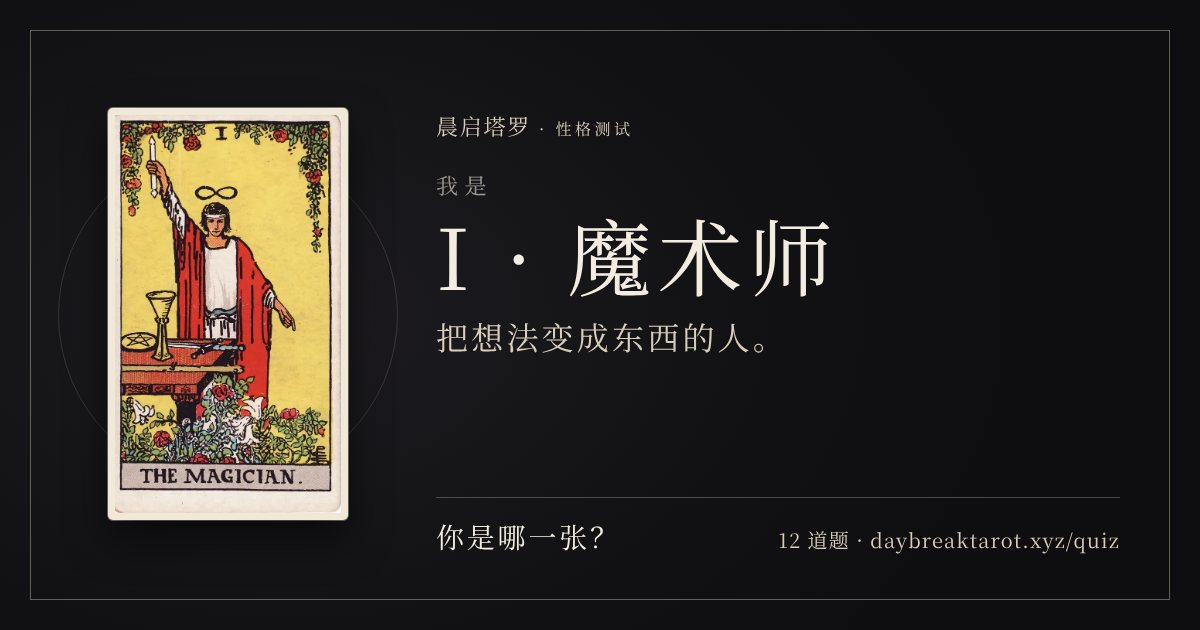 I
THE MAGICIAN.
晨启塔罗 · 性格测试
我是
I · 魔术师
把想法变成东西的人。
你是哪一张?
12 道题 · daybreaktarot.xyz/quiz